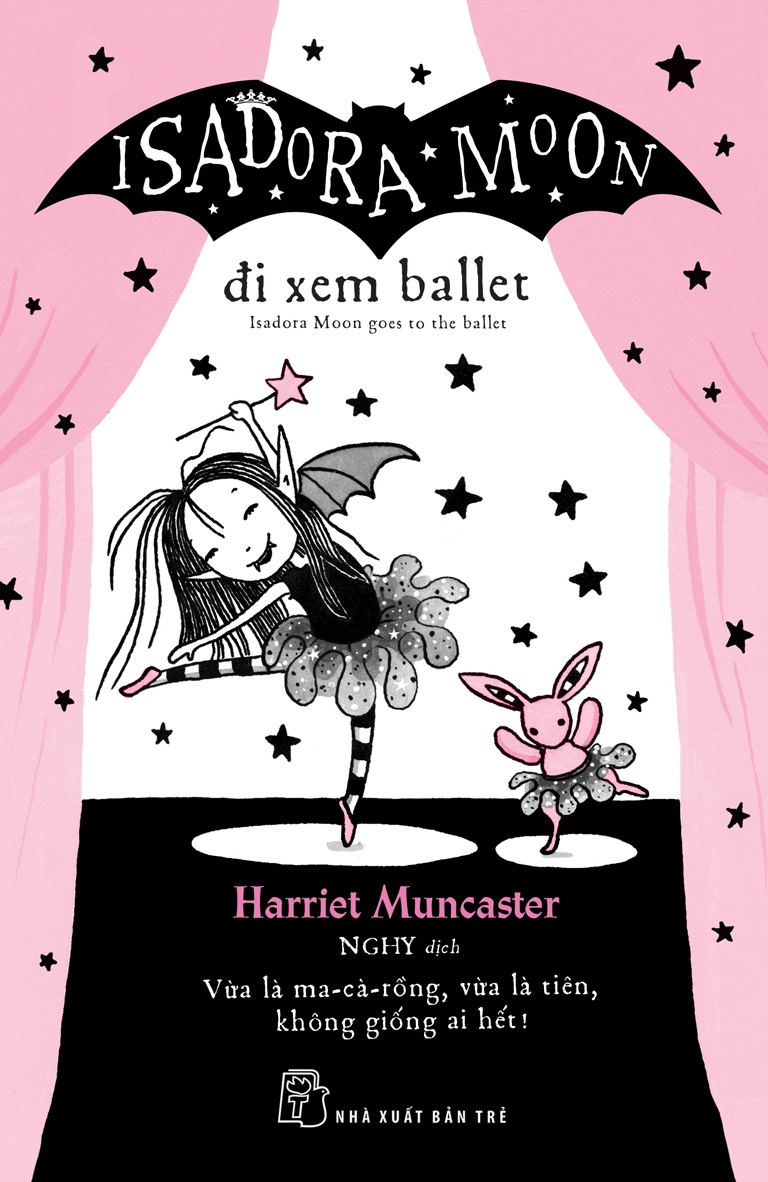 ISADORA MOON
đi xem ballet
Isadora Moon goes to the ballet
Harriet Muncaster
NGHY dịch
Vừa là ma-cà-rồng, vừa là tiên,
không giống ai hết!
NHÀ XUẤT BẢN TRẺ